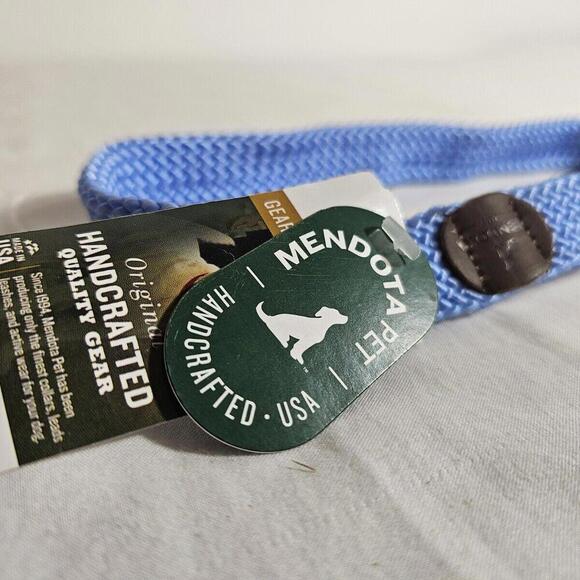 MENDOTA PET
HANDCRAFTED · USA
GEAR
Original
HANDCRAFTED
QUALITY GEAR
Since 1994, Mendota Pet has been
producing only the finest collars, leads
leashes, and active wear for your dog.
MADE IN
USA